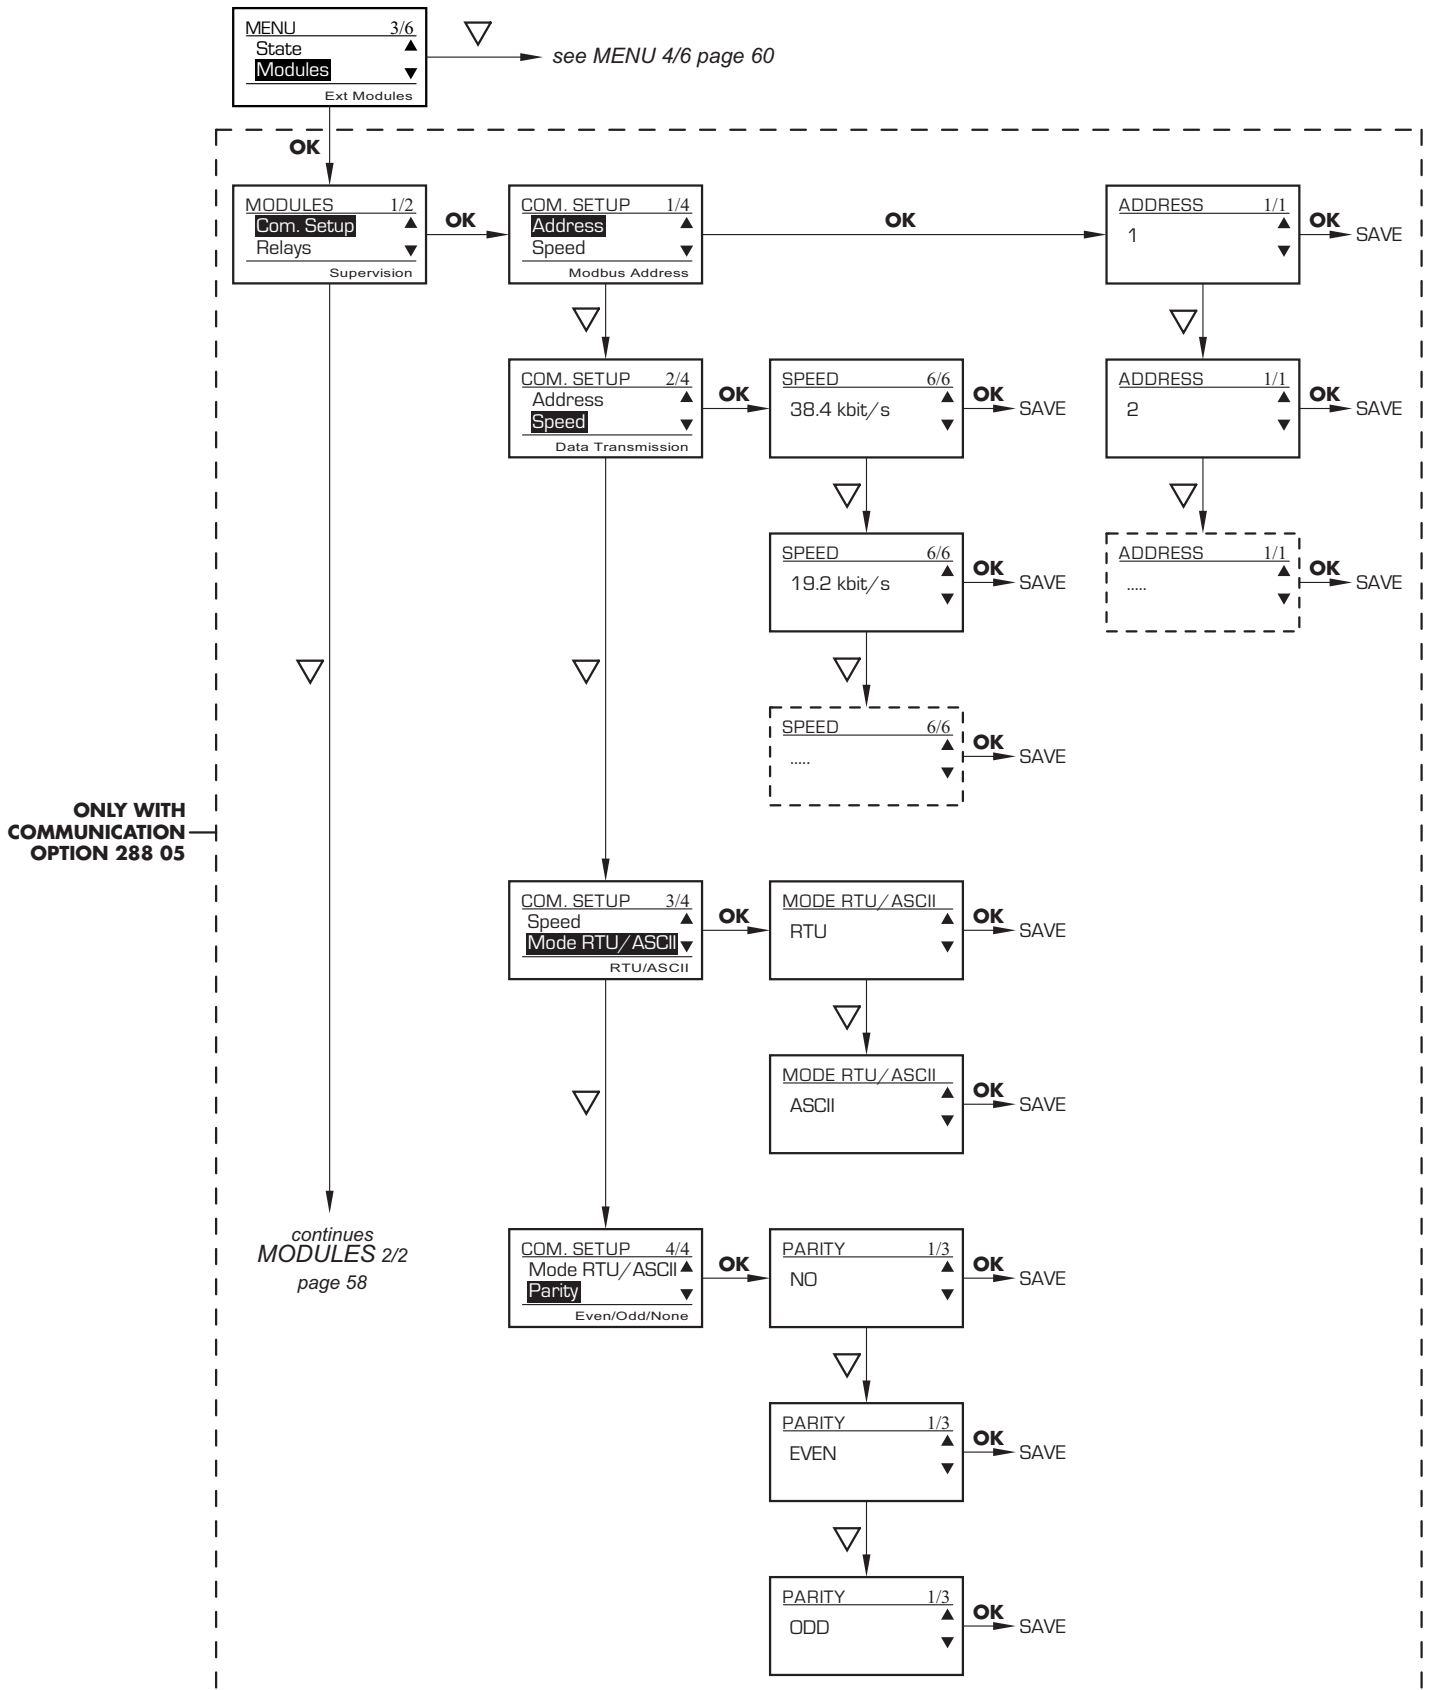 MENU 3/6
State
Modules
Ext Modules
see MENU 4/6 page 60
OK
MODULES 1/2
Com. Setup
Relays
Supervision
OK
COM. SETUP 1/4
Address
Speed
Modbus Address
OK
ADDRESS 1/1
1
OK
SAVE
COM. SETUP 2/4
Address
Speed
Data Transmission
OK
SPEED 6/6
38.4 kbit/s
OK
SAVE
ADDRESS 1/1
2
OK
SAVE
SPEED 6/6
19.2 kbit/s
OK
SAVE
ADDRESS 1/1
.....
OK
SAVE
SPEED 6/6
.....
OK
SAVE
ONLY WITH
COMMUNICATION
OPTION 288 05
COM. SETUP 3/4
Speed
Mode RTU/ASCII
RTU/ASCII
OK
MODE RTU/ASCII
RTU
OK
SAVE
MODE RTU/ASCII
ASCII
OK
SAVE
continues
MODULES 2/2
page 58
COM. SETUP 4/4
Mode RTU/ASCII
Parity
Even/Odd/None
OK
PARITY 1/3
NO
OK
SAVE
PARITY 1/3
EVEN
OK
SAVE
PARITY 1/3
ODD
OK
SAVE